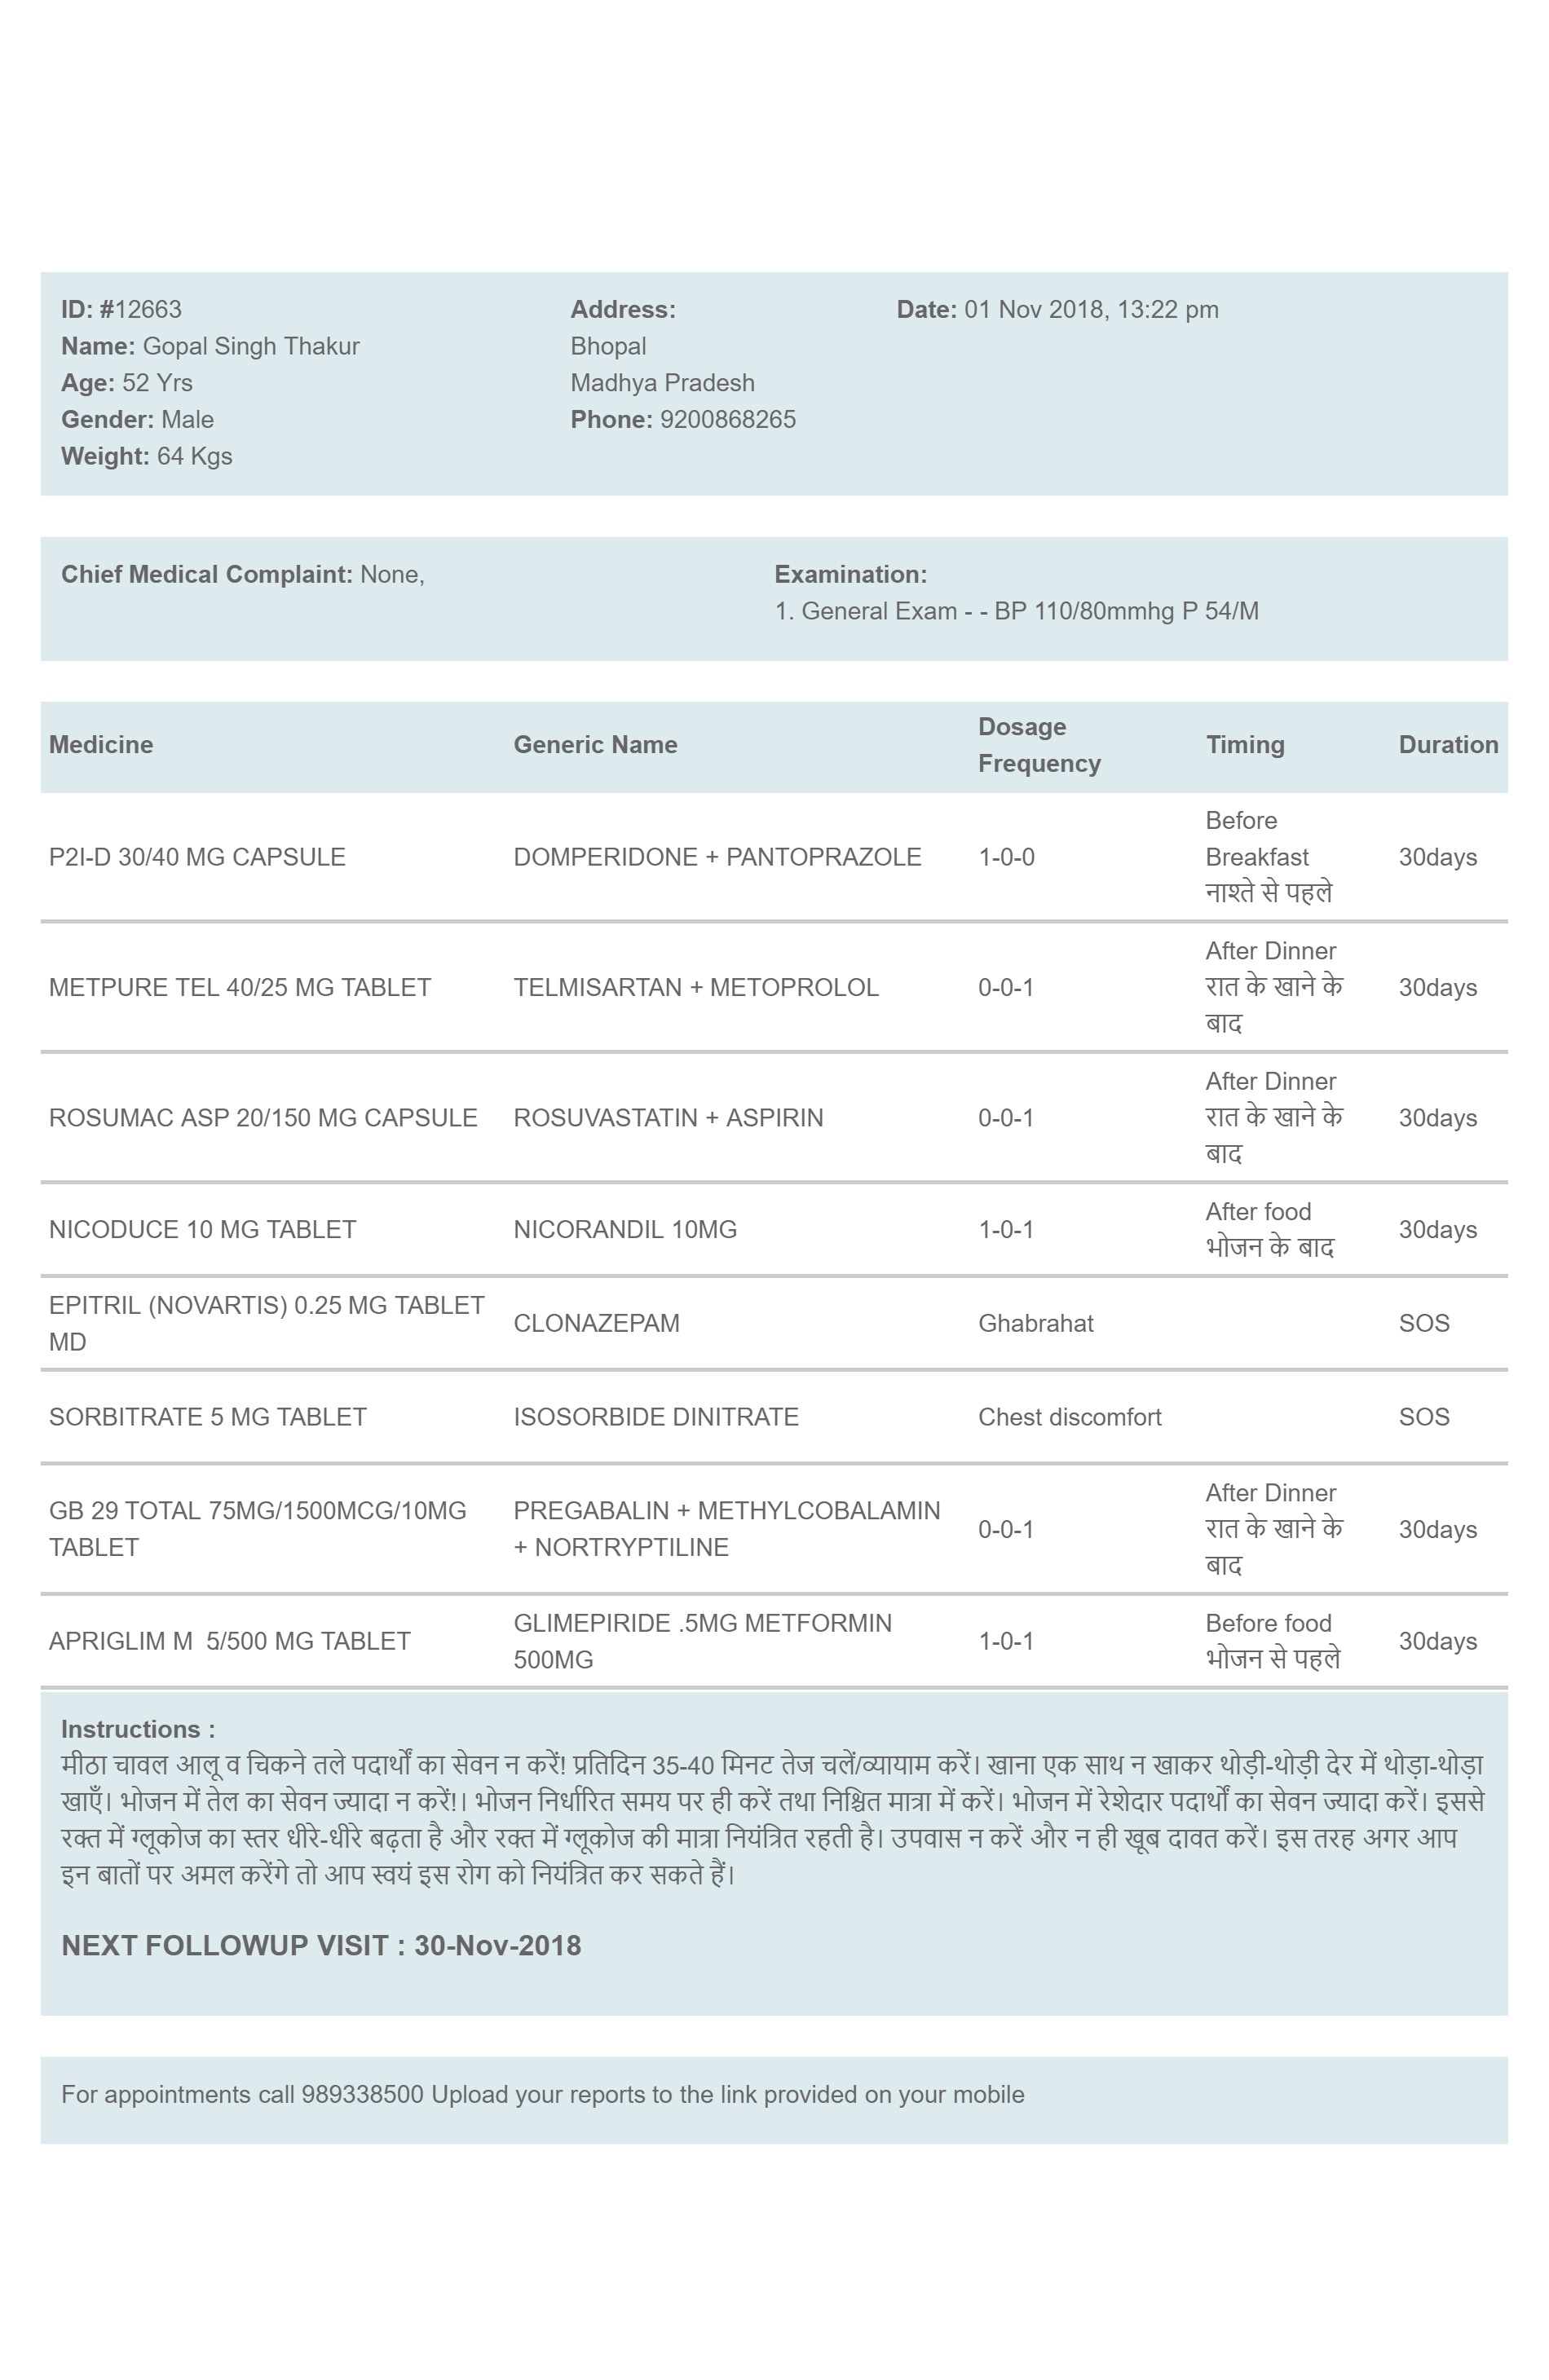 ID: #12663
Name: Gopal Singh Thakur
Age: 52 Yrs
Gender: Male
Weight: 64 Kgs
Address:
Bhopal
Madhya Pradesh
Phone: 9200868265
Date: 01 Nov 2018, 13:22 pm
Chief Medical Complaint: None,
Examination:
1. General Exam - - BP 110/80mmhg P 54/M
Medicine Generic Name Dosage Frequency Timing Duration
P2I-D 30/40 MG CAPSULE DOMPERIDONE + PANTOPRAZOLE 1-0-0 Before Breakfast नाश्ते से पहले 30days
METPURE TEL 40/25 MG TABLET TELMISARTAN + METOPROLOL 0-0-1 After Dinner रात के खाने के बाद 30days
ROSUMAC ASP 20/150 MG CAPSULE ROSUVASTATIN + ASPIRIN 0-0-1 After Dinner रात के खाने के बाद 30days
NICODUCE 10 MG TABLET NICORANDIL 10MG 1-0-1 After food भोजन के बाद 30days
EPITRIL (NOVARTIS) 0.25 MG TABLET MD CLONAZEPAM Ghabrahat SOS
SORBITRATE 5 MG TABLET ISOSORBIDE DINITRATE Chest discomfort SOS
GB 29 TOTAL 75MG/1500MCG/10MG TABLET PREGABALIN + METHYLCOBALAMIN + NORTRYPTILINE 0-0-1 After Dinner रात के खाने के बाद 30days
APRIGLIM M 5/500 MG TABLET GLIMEPIRIDE .5MG METFORMIN 500MG 1-0-1 Before food भोजन से पहले 30days
Instructions :
मीठा चावल आलू व चिकने तले पदार्थों का सेवन न करें! प्रतिदिन 35-40 मिनट तेज चलें/व्यायाम करें। खाना एक साथ न खाकर थोड़ी-थोड़ी देर में थोड़ा-थोड़ा
खाएँ। भोजन में तेल का सेवन ज्यादा न करें!। भोजन निर्धारित समय पर ही करें तथा निश्चित मात्रा में करें। भोजन में रेशेदार पदार्थों का सेवन ज्यादा करें। इससे
रक्त में ग्लूकोज का स्तर धीरे-धीरे बढ़ता है और रक्त में ग्लूकोज की मात्रा नियंत्रित रहती है। उपवास न करें और न ही खूब दावत करें। इस तरह अगर आप
इन बातों पर अमल करेंगे तो आप स्वयं इस रोग को नियंत्रित कर सकते हैं।
NEXT FOLLOWUP VISIT : 30-Nov-2018
For appointments call 989338500 Upload your reports to the link provided on your mobile